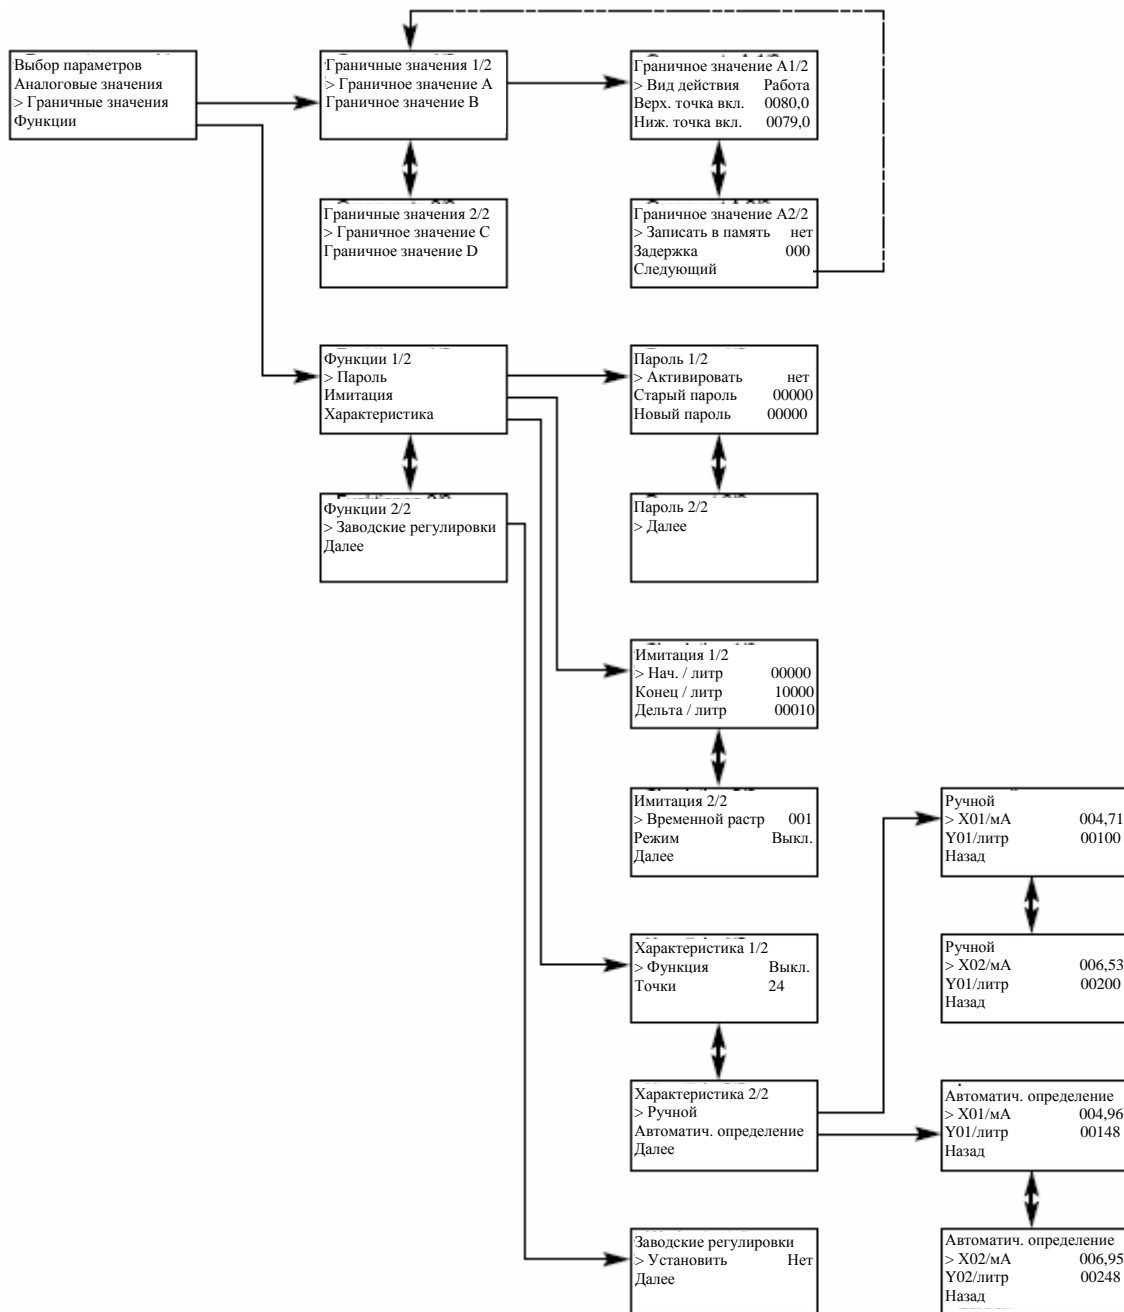 Выбор параметров
Аналоговые значения
> Граничные значения
Функции
Граничные значения 1/2
> Граничное значение А
Граничное значение В
Граничное значение А1/2
> Вид действия Работа
Верх. точка вкл. 0080,0
Ниж. точка вкл. 0079,0
Граничные значения 2/2
> Граничное значение С
Граничное значение D
Граничное значение А2/2
> Записать в память нет
Задержка 000
Следующий
Функции 1/2
> Пароль
Имитация
Характеристика
Пароль 1/2
> Активировать нет
Старый пароль 00000
Новый пароль 00000
Функции 2/2
> Заводские регулировки
Далее
Пароль 2/2
> Далее
Имитация 1/2
> Нач. / литр 00000
Конец / литр 10000
Дельта / литр 00010
Имитация 2/2
> Временной растр 001
Режим Выкл.
Далее
Ручной
> X01/мА 004,71
Y01/литр 00100
Назад
Характеристика 1/2
> Функция Выкл.
Точки 24
Ручной
> X02/мА 006,53
Y01/литр 00200
Назад
Характеристика 2/2
> Ручной
Автоматич. определение
Далее
Автоматич. определение
> X01/мА 004,96
Y01/литр 00148
Назад
Заводские регулировки
> Установить Нет
Далее
Автоматич. определение
> X02/мА 006,95
Y02/литр 00248
Назад